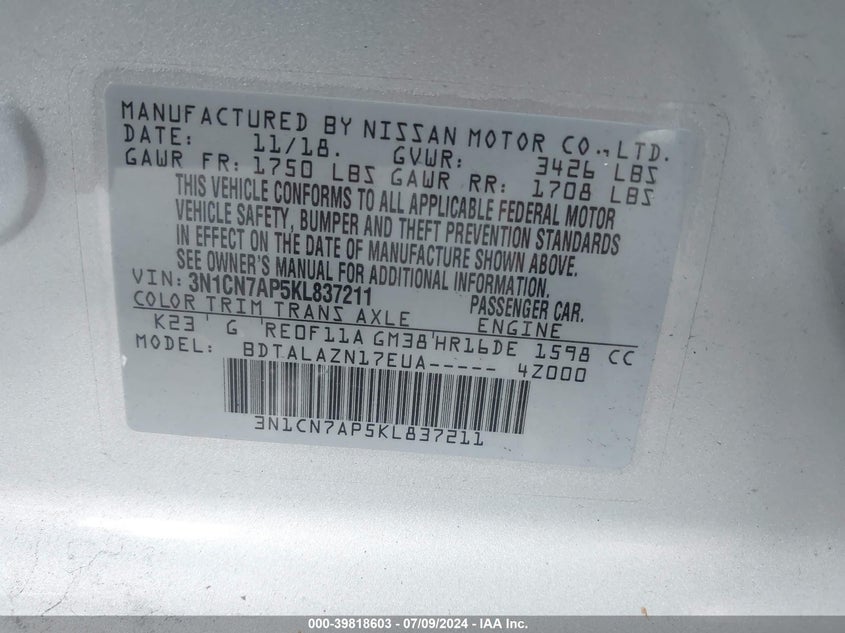 MANUFACTURED BY NISSAN MOTOR CO., LTD.
DATE: 11/18. GVWR: 3426 LBS
GAWR FR: 1750 LBS GAWR RR: 1708 LBS
THIS VEHICLE CONFORMS TO ALL APPLICABLE FEDERAL MOTOR
VEHICLE SAFETY, BUMPER AND THEFT PREVENTION STANDARDS
IN EFFECT ON THE DATE OF MANUFACTURE SHOWN ABOVE.
SEE OWNER'S MANUAL FOR ADDITIONAL INFORMATION.
VIN: 3N1CN7AP5KL837211 PASSENGER CAR.
COLOR TRIM TRANS AXLE ENGINE
K23 ' G 'RE0F11A GM38'HR16DE 1598 CC
MODEL: BDTALAZN17EUA----- 4Z000
3N1CN7AP5KL837211
000-39818603 - 07/09/2024 - IAA Inc.